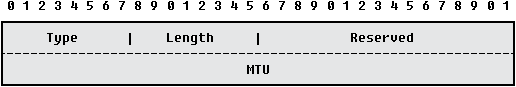 0 1 2 3 4 5 6 7 8 9 0 1 2 3 4 5 6 7 8 9 0 1 2 3 4 5 6 7 8 9 0 1
Type | Length | Reserved
MTU